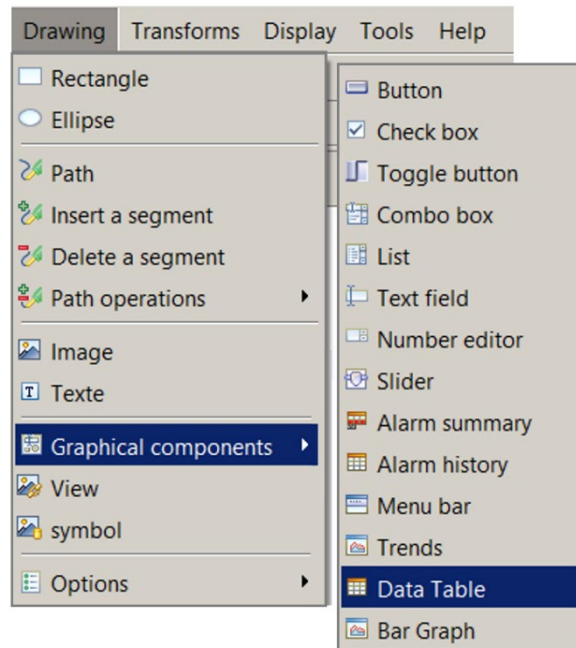 Drawing Transforms Display Tools Help
Rectangle
Ellipse
Path
Insert a segment
Delete a segment
Path operations
Image
Texte
Graphical components
View
symbol
Options
Button
Check box
Toggle button
Combo box
List
Text field
Number editor
Slider
Alarm summary
Alarm history
Menu bar
Trends
Data Table
Bar Graph